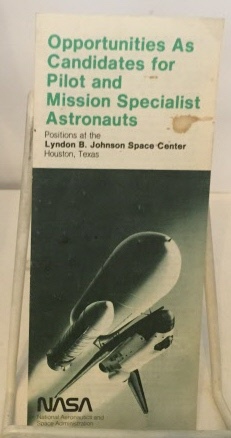 Opportunities As
Candidates for
Pilot and
Mission Specialist
Astronauts
Positions at the
Lyndon B. Johnson Space Center
Houston, Texas
NASA
National Aeronautics and
Space Administration